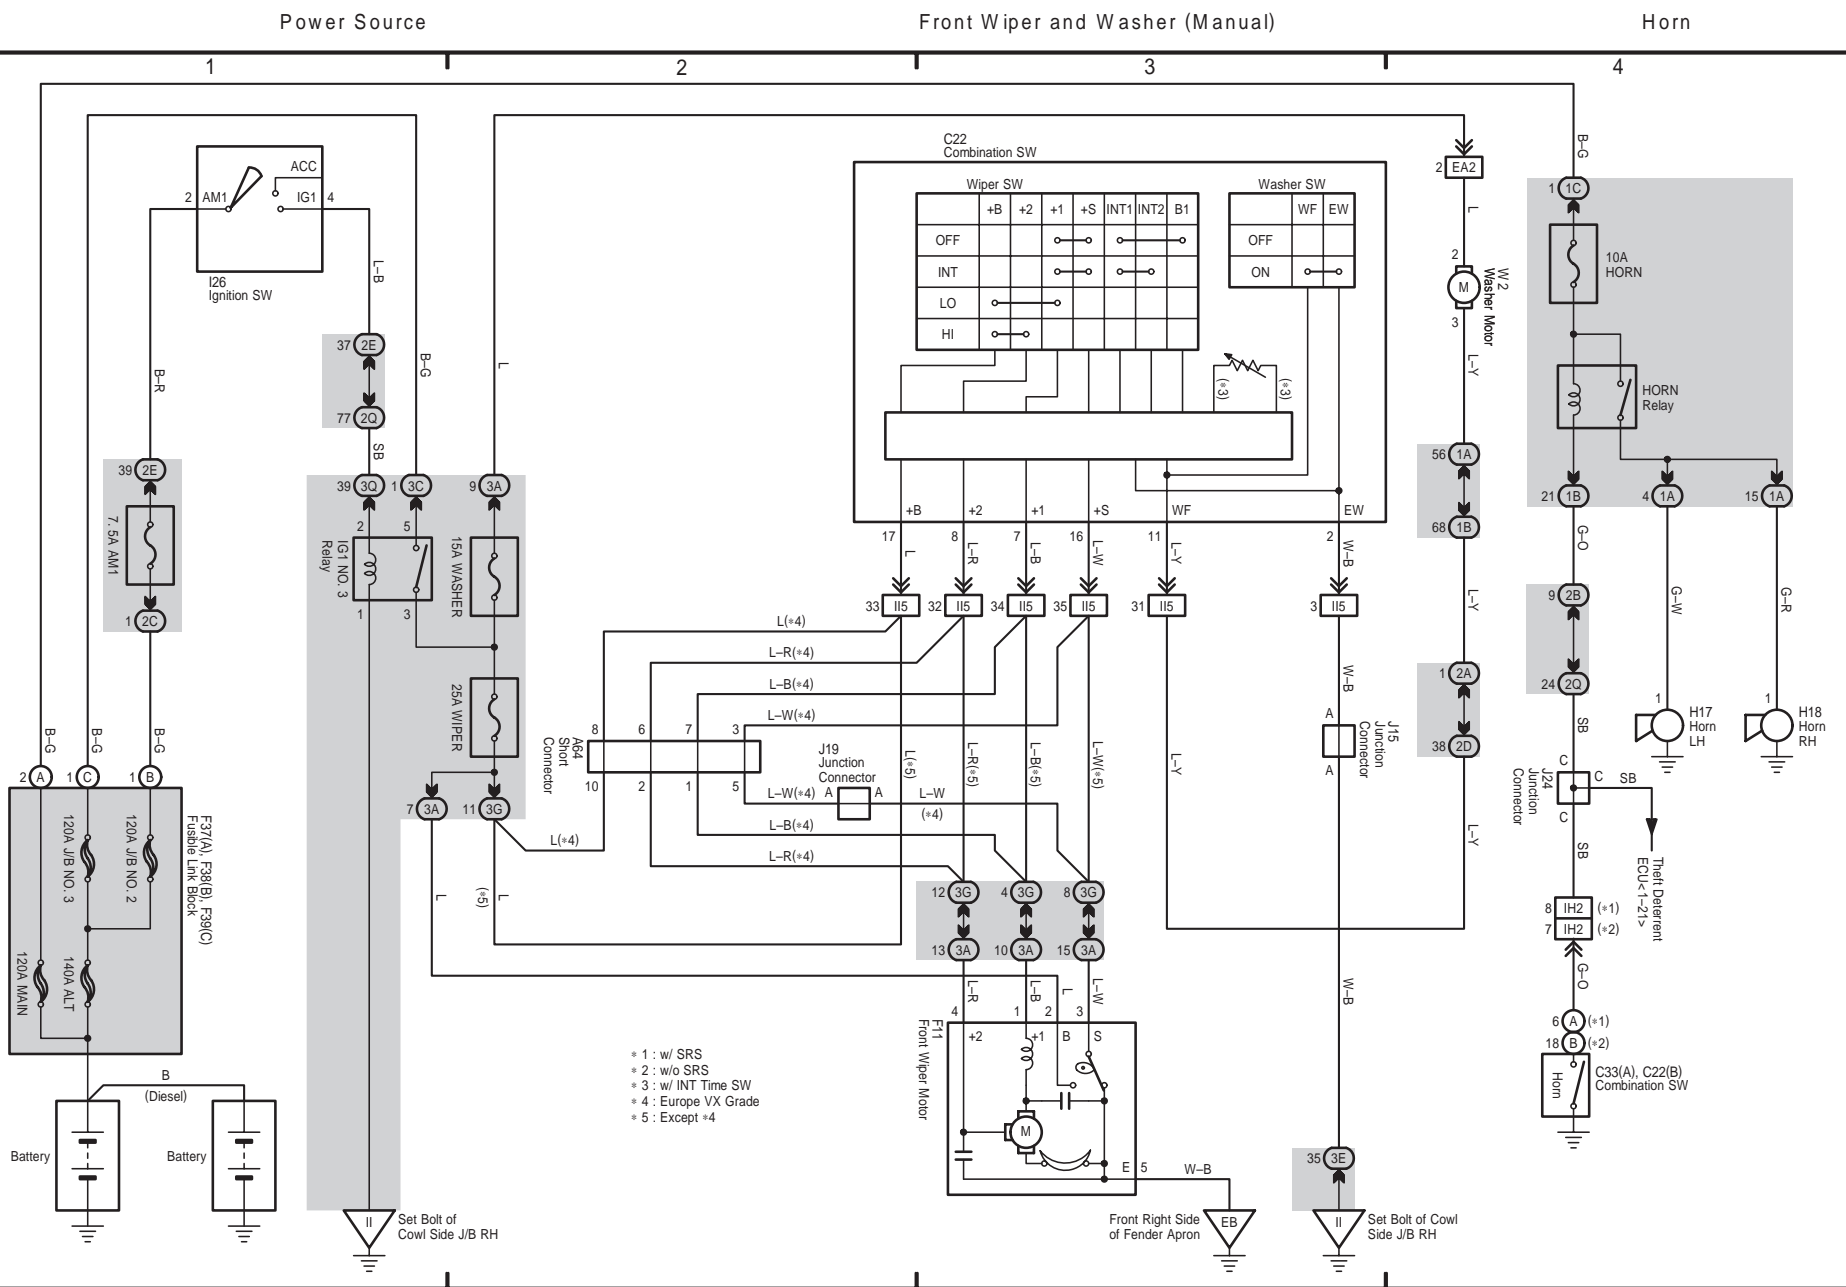 Power Source
Front Wiper and Washer (Manual)
Horn
1
2
3
4
ACC
2
AM1
IG1
4
I26
Ignition SW
L–B
B–R
37
2E
77
2Q
SB
B–G
L
39
2E
7. 5A AM1
1
2C
B–G
B–G
B–G
2
A
1
C
1
B
120A J/B NO. 3
120A J/B NO. 2
F37(A), F38(B), F39(C)
Fusible Link Block
120A MAIN
140A ALT
B
(Diesel)
Battery
Battery
39
3Q
1
3C
9
3A
2
5
IG1 NO. 3
Relay
15A WASHER
1
3
25A WIPER
7
3A
11
3G
L
L
(*5)
L(*4)
II
Set Bolt of
Cowl Side J/B RH
C22
Combination SW
Wiper SW
+B
+2
+1
+S
INT1
INT2
B1
OFF
INT
LO
HI
Washer SW
WF
EW
OFF
ON
(*3)
(*3)
+B
+2
+1
+S
WF
EW
17
8
7
16
11
2
L
L–R
L–B
L–W
L–Y
W–B
33
II5
32
II5
34
II5
35
II5
31
II5
3
II5
L(*4)
L–R(*4)
L–B(*4)
L–W(*4)
8
6
7
3
A64
Short
Connector
10
2
1
5
J19
Junction
Connector
L–W(*4)
A
A
L–W
(*4)
L–B(*4)
L–R(*4)
L(*5)
L–R(*5)
L–B(*5)
L–W(*5)
L–Y
W–B
A
J15
Junction
Connector
A
12
3G
4
3G
8
3G
13
3A
10
3A
15
3A
L–R
L–B
L
L–W
W–B
4
1
2
3
F11
Front Wiper Motor
+2
+1
B
S
M
E
5
W–B
EB
Front Right Side
of Fender Apron
35
3E
II
Set Bolt of Cowl
Side J/B RH
* 1 : w/ SRS
* 2 : w/o SRS
* 3 : w/ INT Time SW
* 4 : Europe VX Grade
* 5 : Except *4
2
EA2
L
2
M
W 2
Washer Motor
3
L–Y
56
1A
68
1B
L–Y
1
2A
38
2D
L–Y
B–G
1
1C
10A
HORN
HORN
Relay
21
1B
4
1A
15
1A
G–O
G–W
G–R
9
2B
24
2Q
1
H17
Horn
LH
1
H18
Horn
RH
SB
C
J24
Junction
Connector
C
SB
C
SB
Theft Deterrent
ECU<1–21>
8
IH2
(*1)
7
IH2
(*2)
G–O
6
A
(*1)
18
B
(*2)
Horn
C33(A), C22(B)
Combination SW